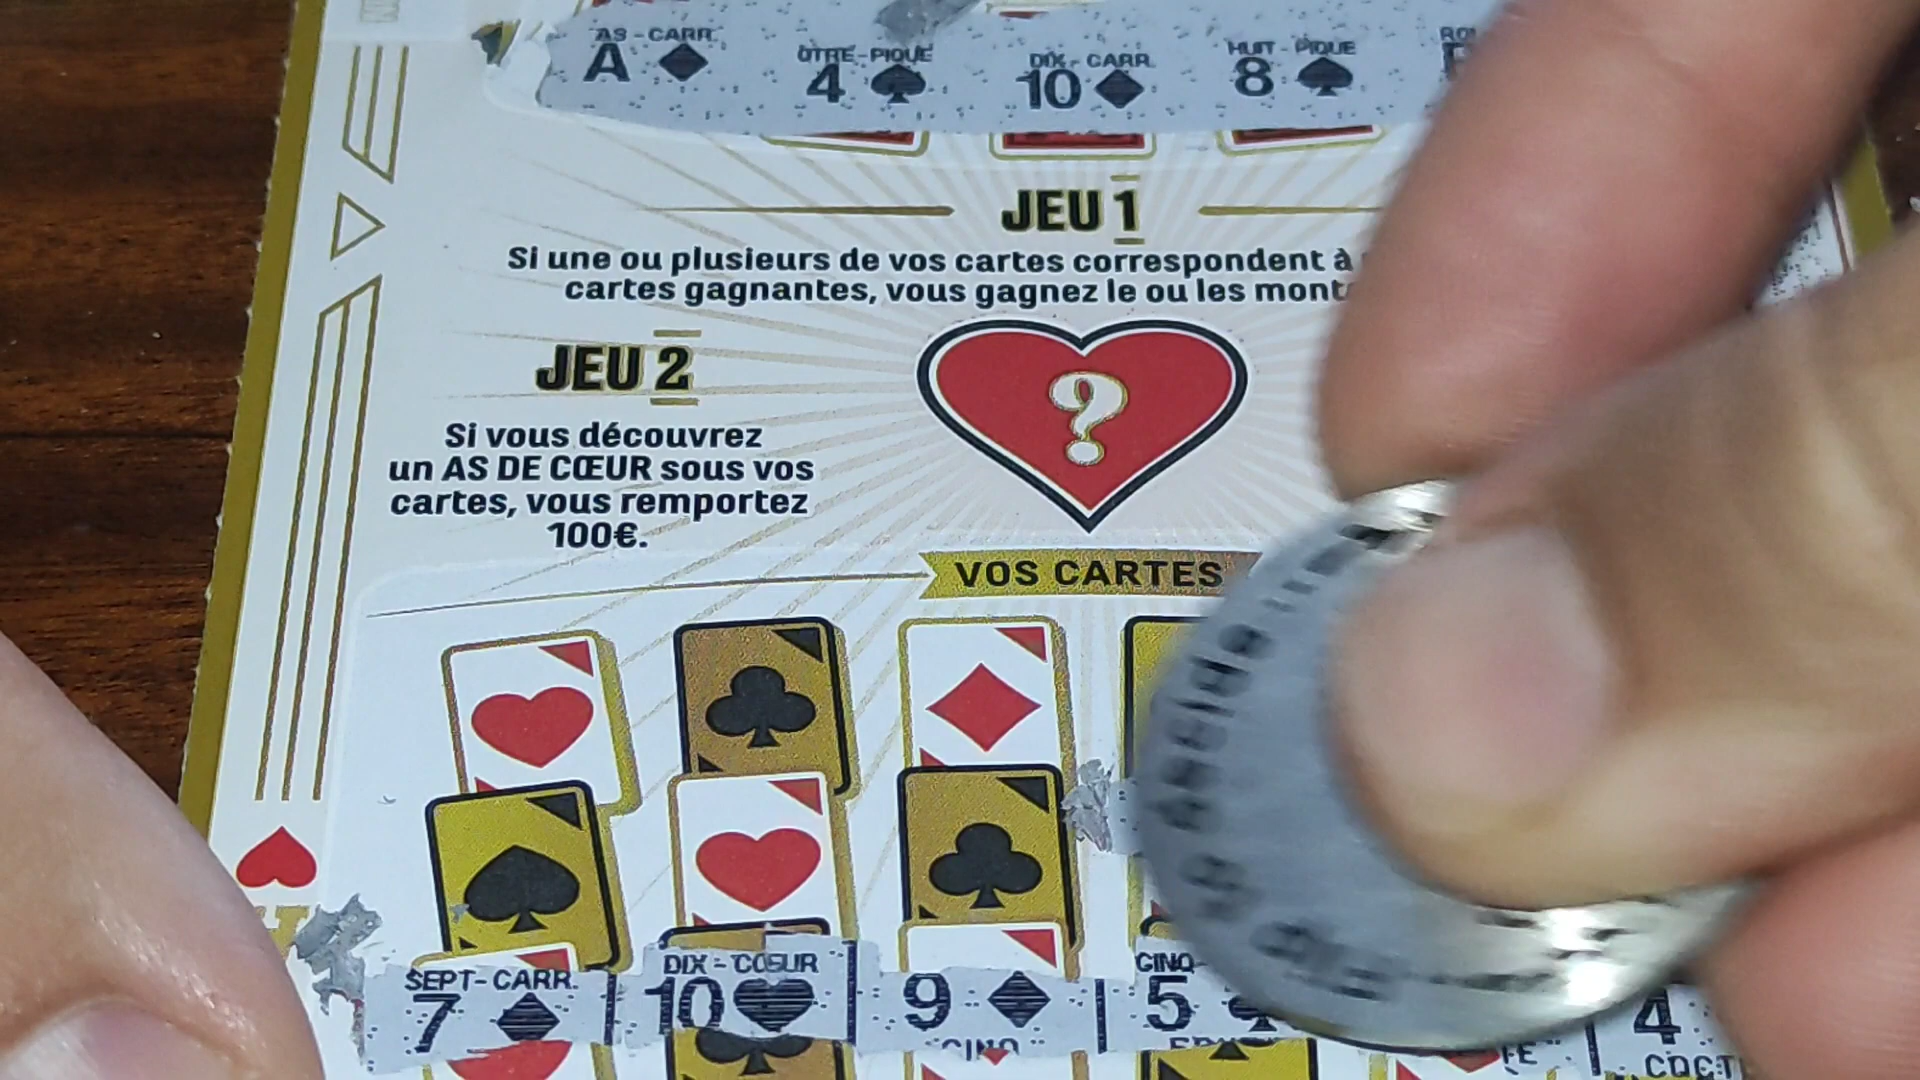 AS - CARR.
A
QTRE - PIQUE
4
DIX - CARR.
10
HUIT - PIQUE
8
JEU 1
Si une ou plusieurs de vos cartes correspondent à
cartes gagnantes, vous gagnez le ou les mont
JEU 2
Si vous découvrez
un AS DE CŒUR sous vos
cartes, vous remportez
100€.
?
VOS CARTES
SEPT - CARR.
7
DIX - CŒUR
10
9
CINQ
5
4